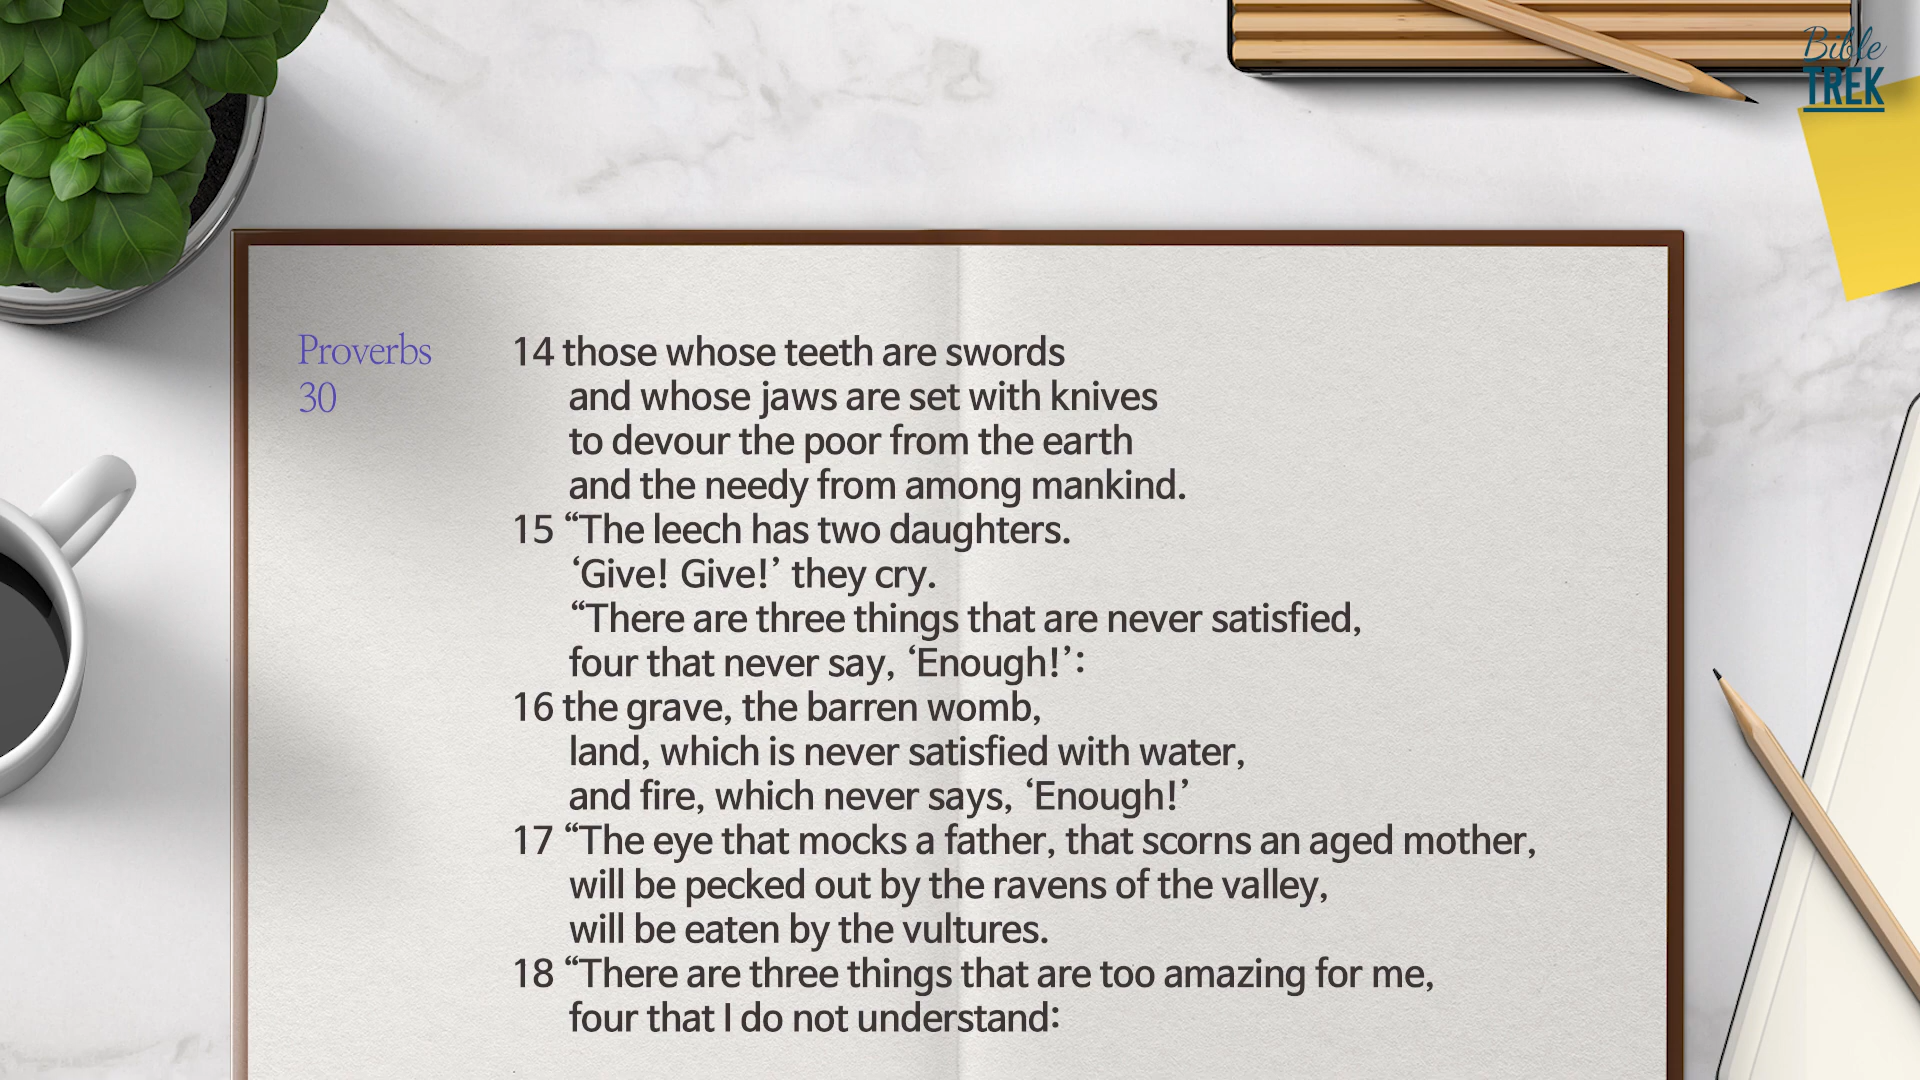 Bible
TREK
Proverbs
30
14 those whose teeth are swords
and whose jaws are set with knives
to devour the poor from the earth
and the needy from among mankind.
15 “The leech has two daughters.
‘Give! Give!’ they cry.
“There are three things that are never satisfied,
four that never say, ‘Enough!’:
16 the grave, the barren womb,
land, which is never satisfied with water,
and fire, which never says, ‘Enough!’
17 “The eye that mocks a father, that scorns an aged mother,
will be pecked out by the ravens of the valley,
will be eaten by the vultures.
18 “There are three things that are too amazing for me,
four that I do not understand: